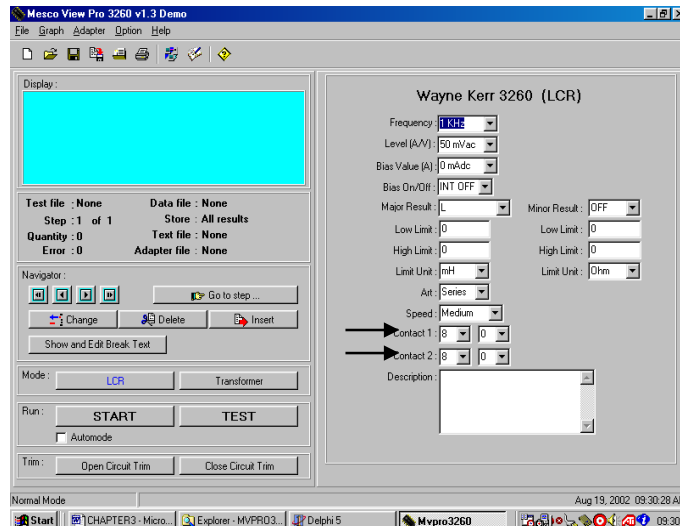 Mesco View Pro 3260 v1.3 Demo
File Graph Adapter Option Help
Display :
Test file : None Data file : None
Step : 1 of 1 Store : All results
Quantity : 0 Text file : None
Error : 0 Adapter file : None
Navigator :
Go to step ...
Change Delete Insert
Show and Edit Break Text
Mode : LCR Transformer
Run : START TEST
Automode
Trim : Open Circuit Trim Close Circuit Trim
Wayne Kerr 3260 (LCR)
Frequency : 1 KHz
Level (A/V) : 50 mVac
Bias Value (A) : 0 mAdc
Bias On/Off : INT OFF
Major Result : L Minor Result : OFF
Low Limit : 0 Low Limit : 0
High Limit : 0 High Limit : 0
Limit Unit : mH Limit Unit : Ohm
Art : Series
Speed : Medium
Contact 1 : 8 0
Contact 2 : 8 0
Description :
Normal Mode Aug 19, 2002 09:30:28
Start CHAPTER3 - Micro... Explorer - MVPRO3... Delphi 5 Mvpro3260 09:30